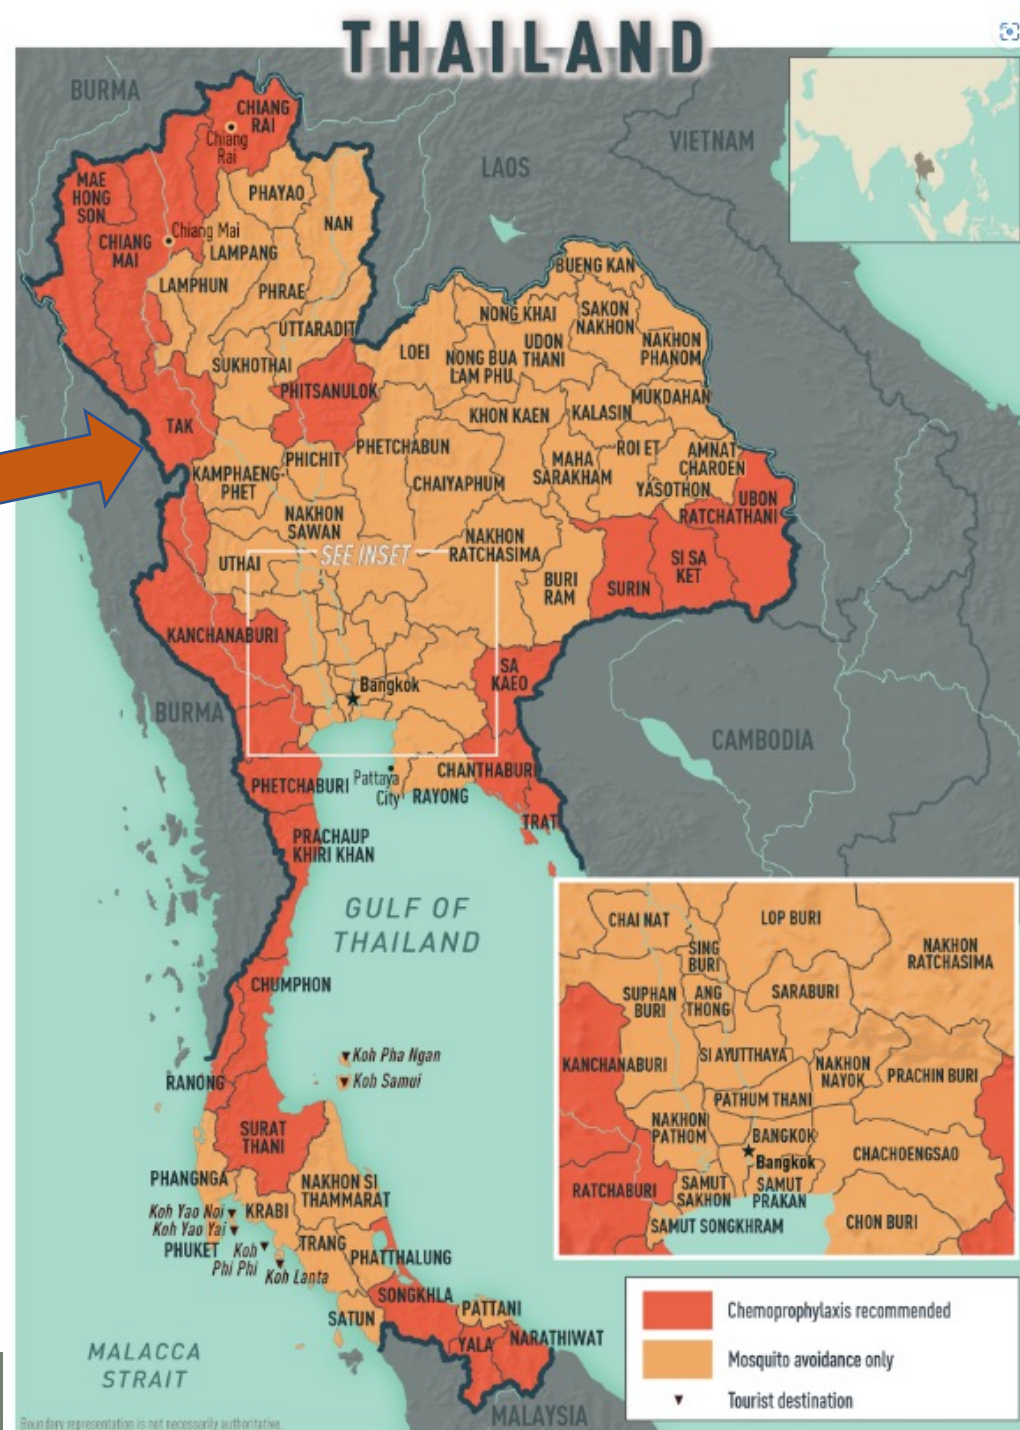 THAILAND
BURMA
CHIANG
RAI
Chiang
Rai
VIETNAM
LAOS
MAE
HONG
SON
PHAYAO
NAN
CHIANG
MAI
Chiang Mai
LAMPANG
LAMPHUN
PHRAE
UTTARADIT
BUENG KAN
NONG KHAI
SAKON
NAKHON
LOEI
NONG BUA
LAM PHU
UDON
THANI
NAKHON
PHANOM
SUKHOTHAI
PHITSANULOK
MUKDAHAN
TAK
KHON KAEN
KALASIN
PHETCHABUN
ROI ET
AMNAT
CHAROEN
KAMPHAENG-
PHET
PHICHIT
CHAIYAPHUM
MAHA
SARAKHAM
YASOTHON
UBON
RATCHATHANI
NAKHON
SAWAN
NAKHON
RATCHASIMA
SEE INSET
UTHAI
BURI
RAM
SURIN
SI SA
KET
KANCHANABURI
SA
KAEO
Bangkok
BURMA
CAMBODIA
PHETCHABURI
Pattaya
City
RAYONG
CHANTHABURI
TRAT
PRACHAUP
KHIRI KHAN
GULF OF
THAILAND
CHUMPHON
Koh Pha Ngan
Koh Samui
RANONG
SURAT
THANI
PHANGNGA
NAKHON SI
THAMMARAT
Koh Yao Noi
Koh Yao Yai
KRABI
PHUKET
Koh
Phi Phi
TRANG
PHATTHALUNG
Koh Lanta
SONGKHLA
SATUN
PATTANI
YALA
NARATHIWAT
MALACCA
STRAIT
MALAYSIA
Boundary representation is not necessarily authoritative.
CHAI NAT
LOP BURI
SING
BURI
NAKHON
RATCHASIMA
SUPHAN
BURI
ANG
THONG
SARABURI
KANCHANABURI
SI AYUTTHAYA
NAKHON
NAYOK
PRACHIN BURI
PATHUM THANI
NAKHON
PATHOM
BANGKOK
Bangkok
CHACHOENGSAO
RATCHABURI
SAMUT
SAKHON
SAMUT
PRAKAN
SAMUT SONGKHRAM
CHON BURI
Chemoprophylaxis recommended
Mosquito avoidance only
Tourist destination